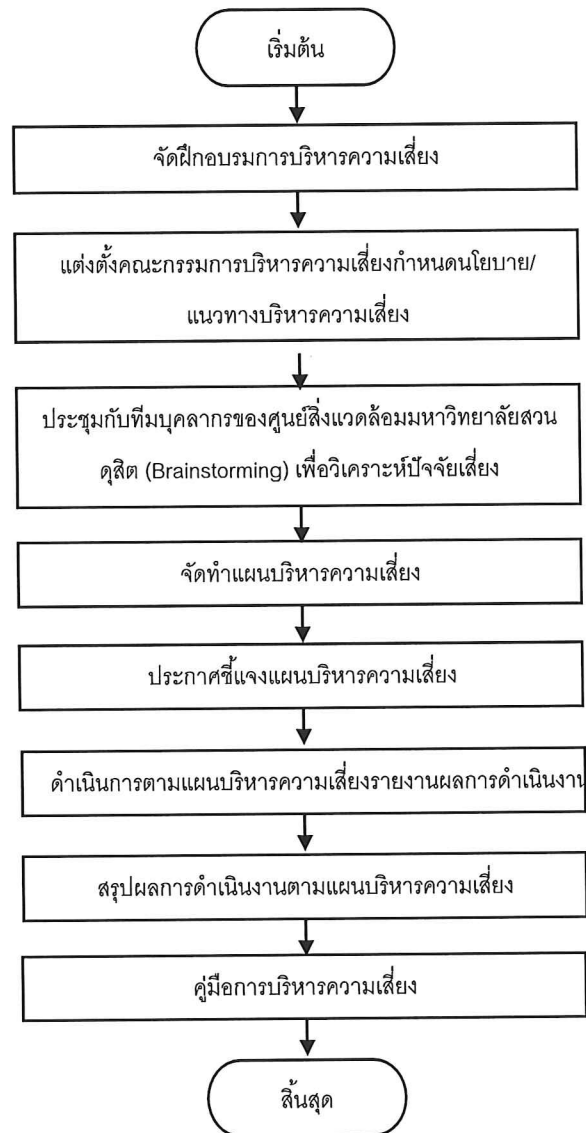 เริ่มต้น
จัดฝึกอบรมการบริหารความเสี่ยง
แต่งตั้งคณะกรรมการบริหารความเสี่ยงกำหนดนโยบาย/
แนวทางบริหารความเสี่ยง
ประชุมกับทีมบุคลากรของศูนย์สิ่งแวดล้อมมหาวิทยาลัยสวน
ดุสิต (Brainstorming) เพื่อวิเคราะห์ปัจจัยเสี่ยง
จัดทำแผนบริหารความเสี่ยง
ประกาศชี้แจงแผนบริหารความเสี่ยง
ดำเนินการตามแผนบริหารความเสี่ยงรายงานผลการดำเนินงาน
สรุปผลการดำเนินงานตามแผนบริหารความเสี่ยง
คู่มือการบริหารความเสี่ยง
สิ้นสุด